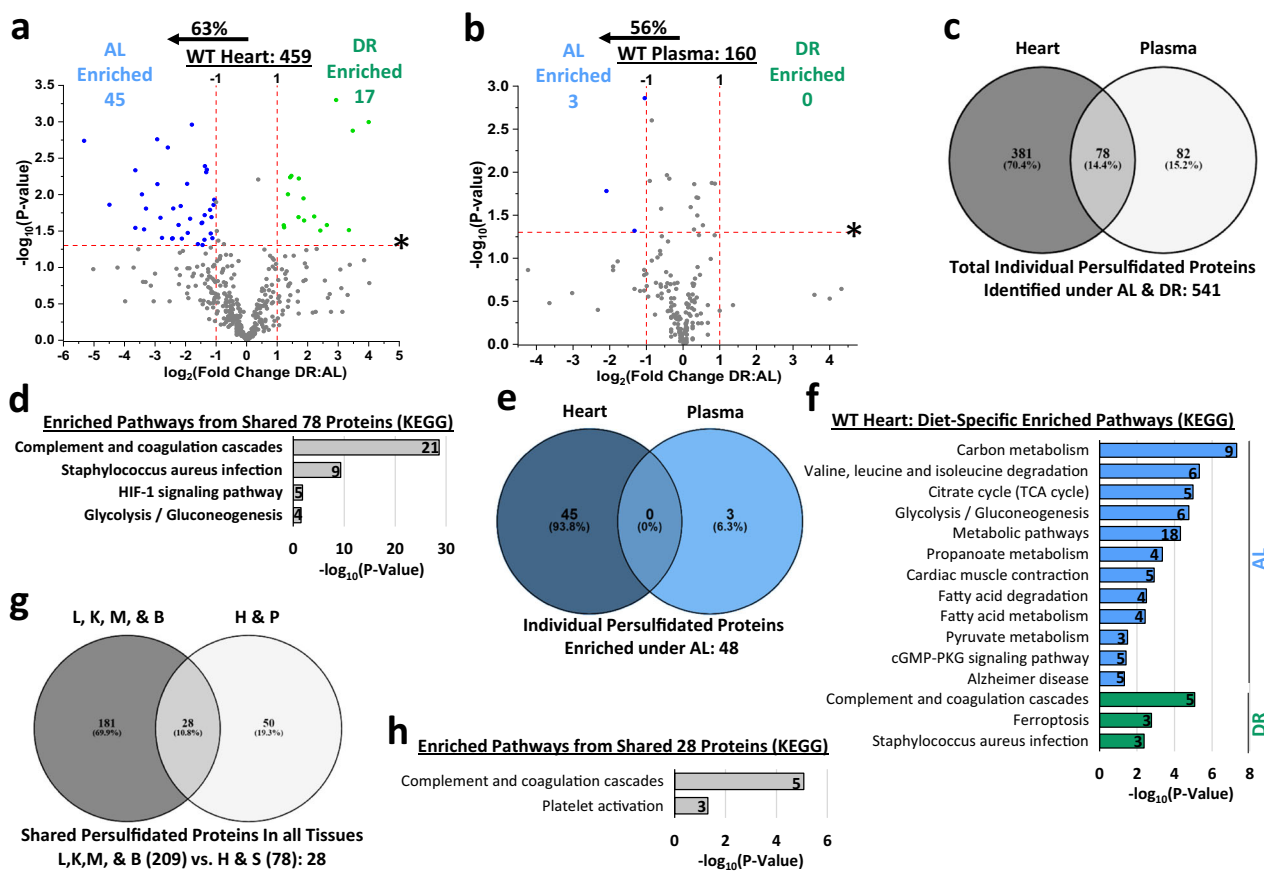 a
63%
AL
Enriched
45
WT Heart: 459
DR
Enriched
17
-1
1
3.5
3.0
2.5
2.0
1.5
1.0
0.5
0.0
-log10(P-value)
*
-6 -5 -4 -3 -2 -1 0 1 2 3 4 5
log2(Fold Change DR:AL)
b
56%
AL
Enriched
3
WT Plasma: 160
DR
Enriched
0
-1
1
3.0
2.5
2.0
1.5
1.0
0.5
0.0
-log10(P-value)
*
-4 -3 -2 -1 0 1 2 3 4
log2(Fold Change DR:AL)
c
Heart Plasma
381
(70.4%)
78
(14.4%)
82
(15.2%)
Total Individual Persulfidated Proteins
Identified under AL & DR: 541
d
Enriched Pathways from Shared 78 Proteins (KEGG)
Complement and coagulation cascades 21
Staphylococcus aureus infection 9
HIF-1 signaling pathway 5
Glycolysis / Gluconeogenesis 4
0 10 20 30
-log10(P-Value)
e
Heart Plasma
45
(93.8%)
0
(0%)
3
(6.3%)
Individual Persulfidated Proteins
Enriched under AL: 48
f
WT Heart: Diet-Specific Enriched Pathways (KEGG)
Carbon metabolism 9
Valine, leucine and isoleucine degradation 6
Citrate cycle (TCA cycle) 5
Glycolysis / Gluconeogenesis 6
Metabolic pathways 18
Propanoate metabolism 4
Cardiac muscle contraction 5
Fatty acid degradation 4
Fatty acid metabolism 4
Pyruvate metabolism 3
cGMP-PKG signaling pathway 5
Alzheimer disease 5
Complement and coagulation cascades 5
Ferroptosis 3
Staphylococcus aureus infection 3
AL
DR
0 2 4 6 8
-log10(P-Value)
g
L, K, M, & B H & P
181
(69.9%)
28
(10.8%)
50
(19.3%)
Shared Persulfidated Proteins In all Tissues
L,K,M, & B (209) vs. H & S (78): 28
h
Enriched Pathways from Shared 28 Proteins (KEGG)
Complement and coagulation cascades 5
Platelet activation 3
0 2 4 6
-log10(P-Value)